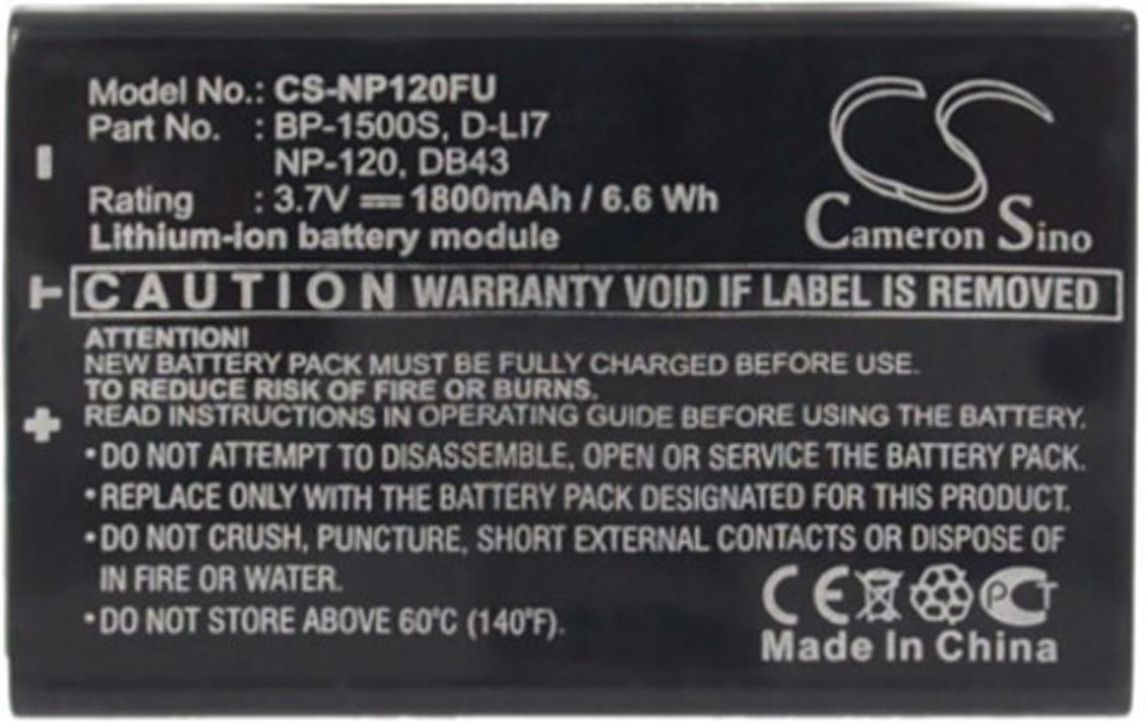 Model No.: CS-NP120FU
Part No. : BP-1500S, D-LI7
NP-120, DB43
Rating : 3.7V 1800mAh / 6.6 Wh
Lithium-ion battery module
CS
Cameron Sino
CAUTION WARRANTY VOID IF LABEL IS REMOVED
ATTENTION!
NEW BATTERY PACK MUST BE FULLY CHARGED BEFORE USE.
TO REDUCE RISK OF FIRE OR BURNS.
READ INSTRUCTIONS IN OPERATING GUIDE BEFORE USING THE BATTERY.
•DO NOT ATTEMPT TO DISASSEMBLE, OPEN OR SERVICE THE BATTERY PACK.
•REPLACE ONLY WITH THE BATTERY PACK DESIGNATED FOR THIS PRODUCT.
•DO NOT CRUSH, PUNCTURE, SHORT EXTERNAL CONTACTS OR DISPOSE OF
IN FIRE OR WATER.
•DO NOT STORE ABOVE 60°C (140°F).
CE PCT
Made In China
- T +